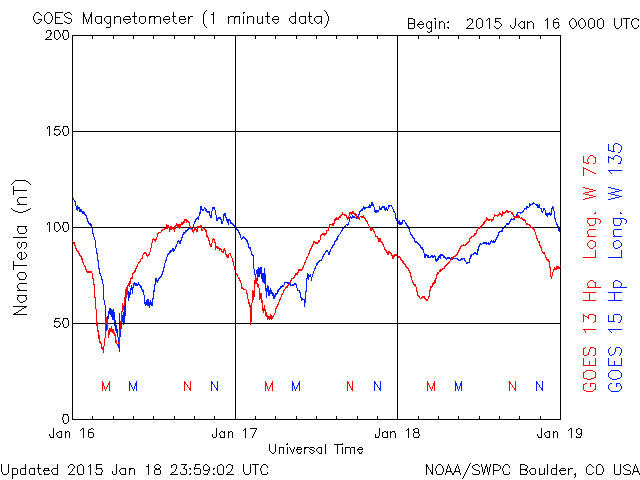 GOES Magnetometer (1 minute data)
Begin: 2015 Jan 16 0000 UTC
200
150
100
50
0
NanoTesla (nT)
M M N N M M N N M M N N
Jan 16 Jan 17 Jan 18 Jan 19
Universal Time
GOES 13 Hp Long. W 75
GOES 15 Hp Long. W 135
Updated 2015 Jan 18 23:59:02 UTC
NOAA/SWPC Boulder, CO USA